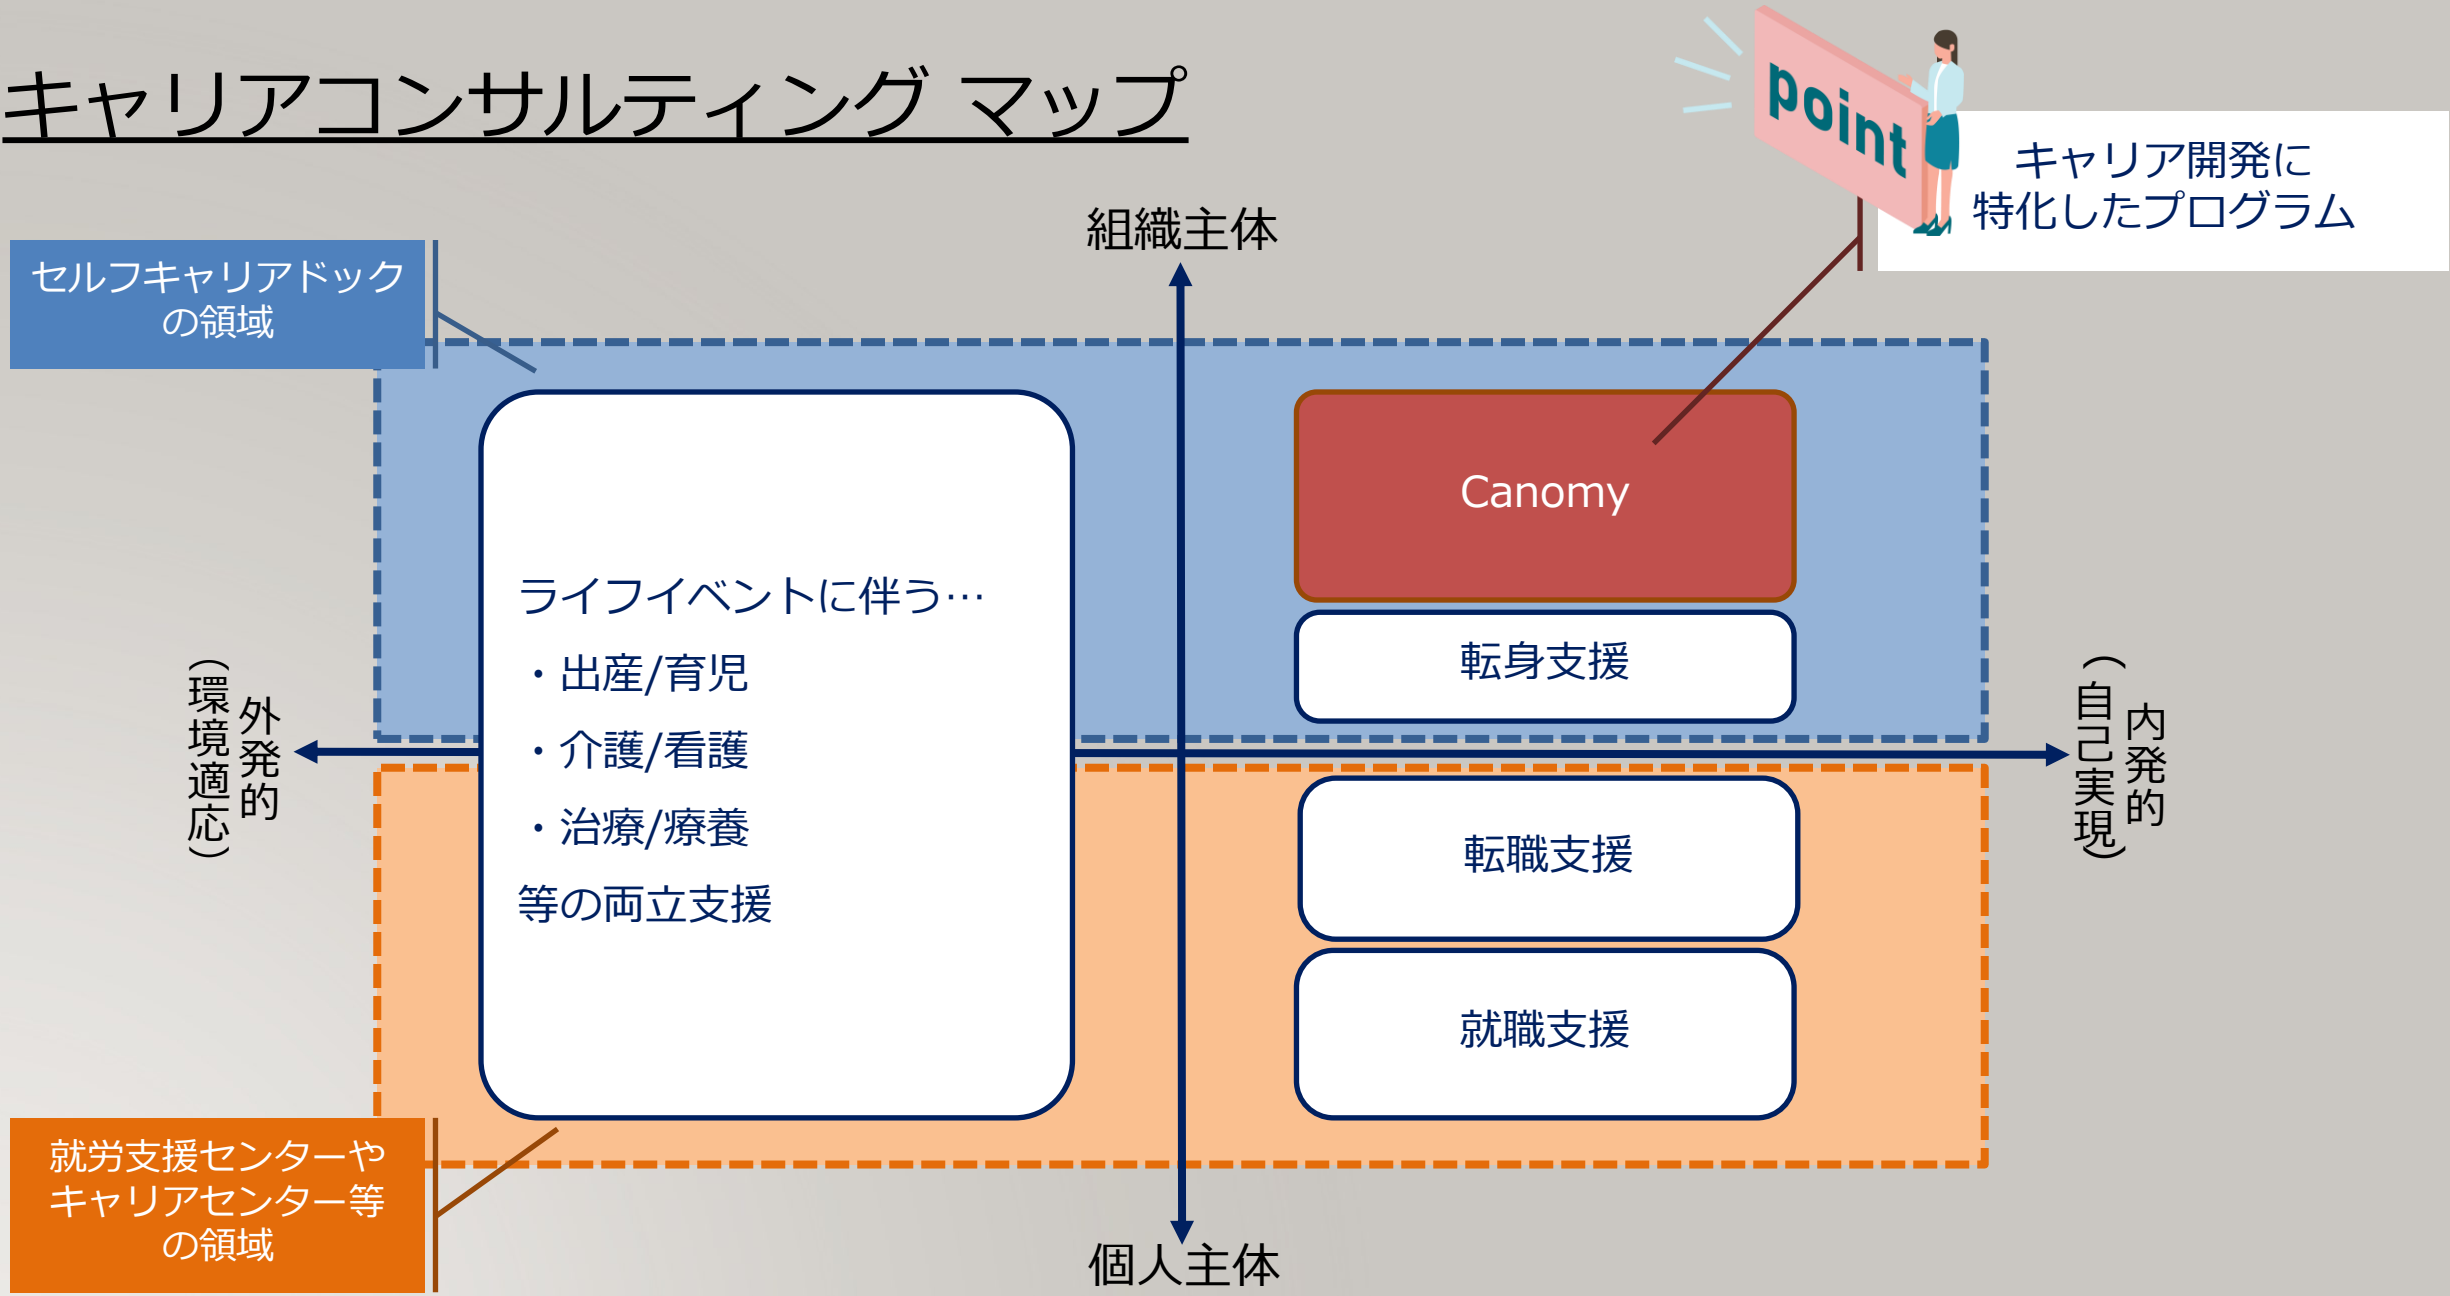 キャリアコンサルティング マップ
point
キャリア開発に
特化したプログラム
組織主体
セルフキャリアドック
の領域
Canomy
ライフイベントに伴う…
・出産/育児
・介護/看護
・治療/療養
等の両立支援
転身支援
外発的
（環境適応）
内発的
（自己実現）
転職支援
就職支援
就労支援センターや
キャリアセンター等
の領域
個人主体